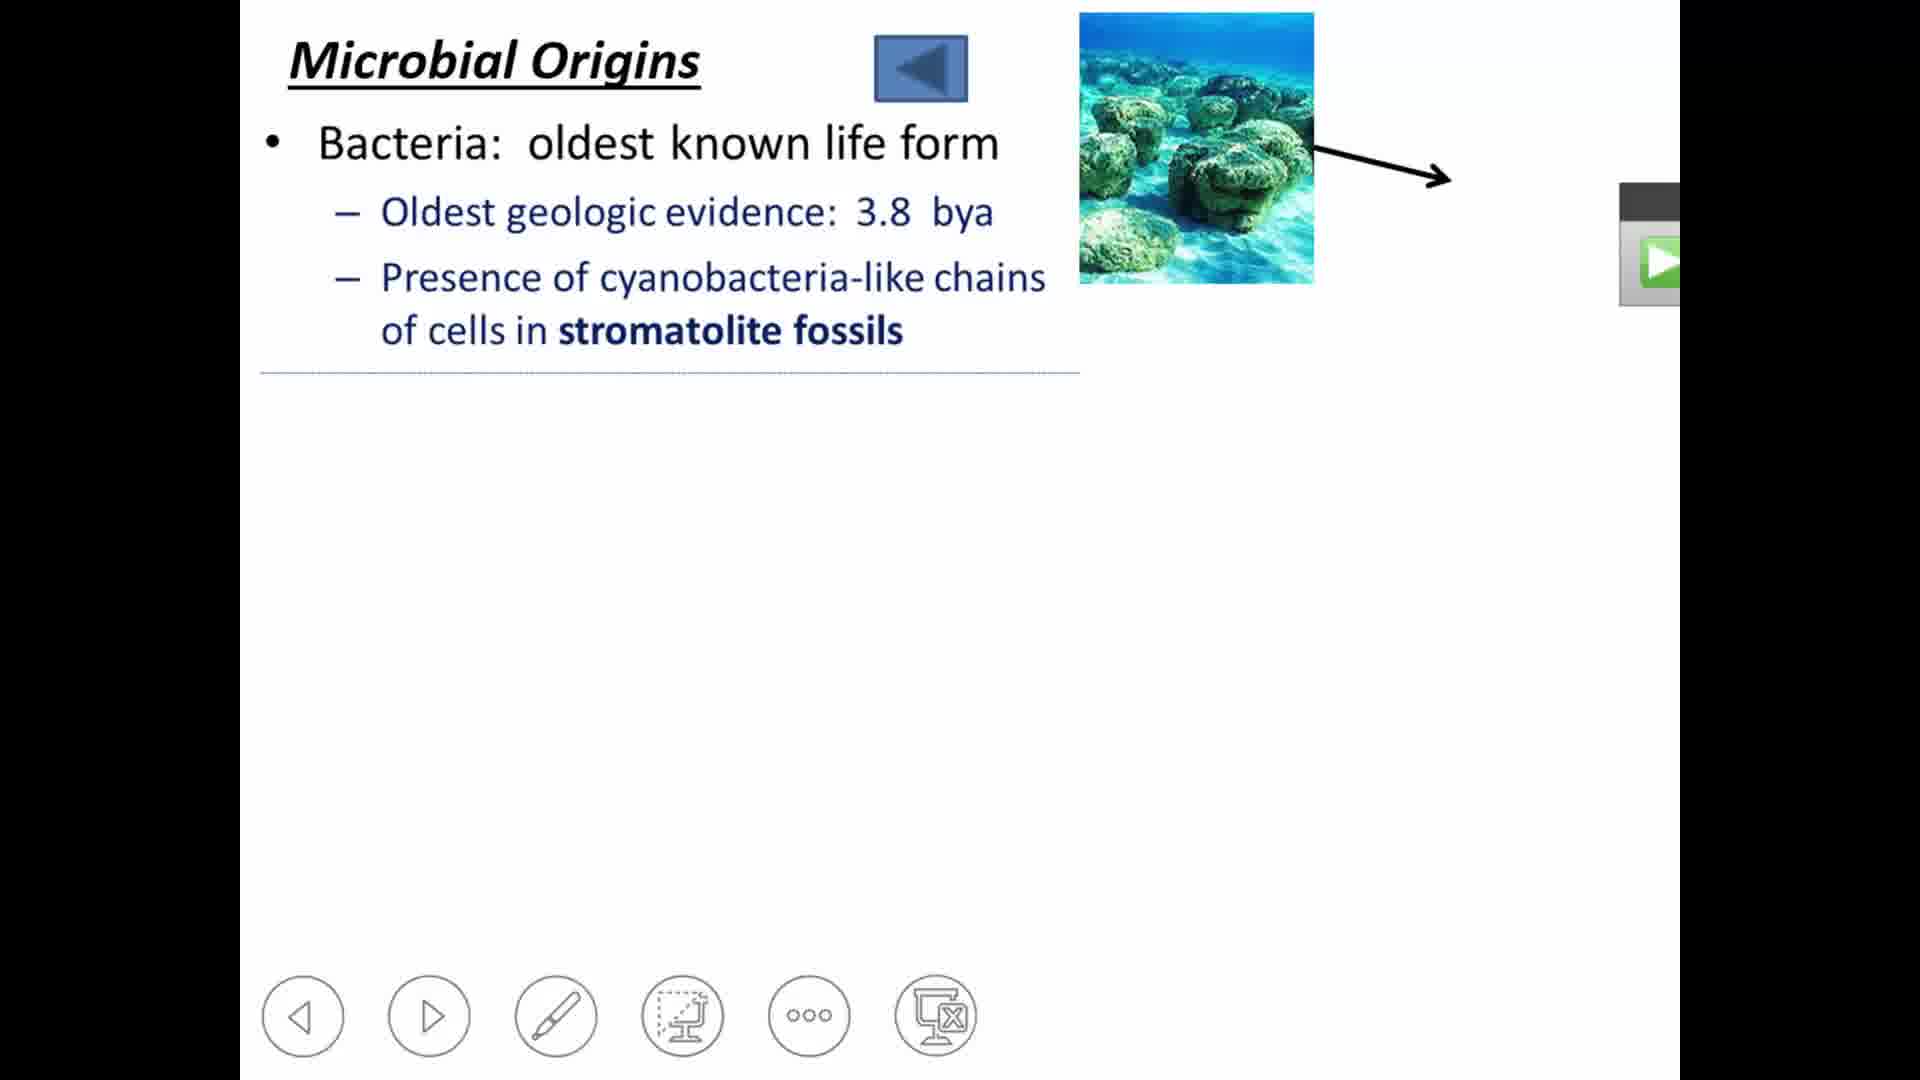 Microbial Origins
• Bacteria: oldest known life form
– Oldest geologic evidence: 3.8 bya
– Presence of cyanobacteria-like chains
of cells in stromatolite fossils